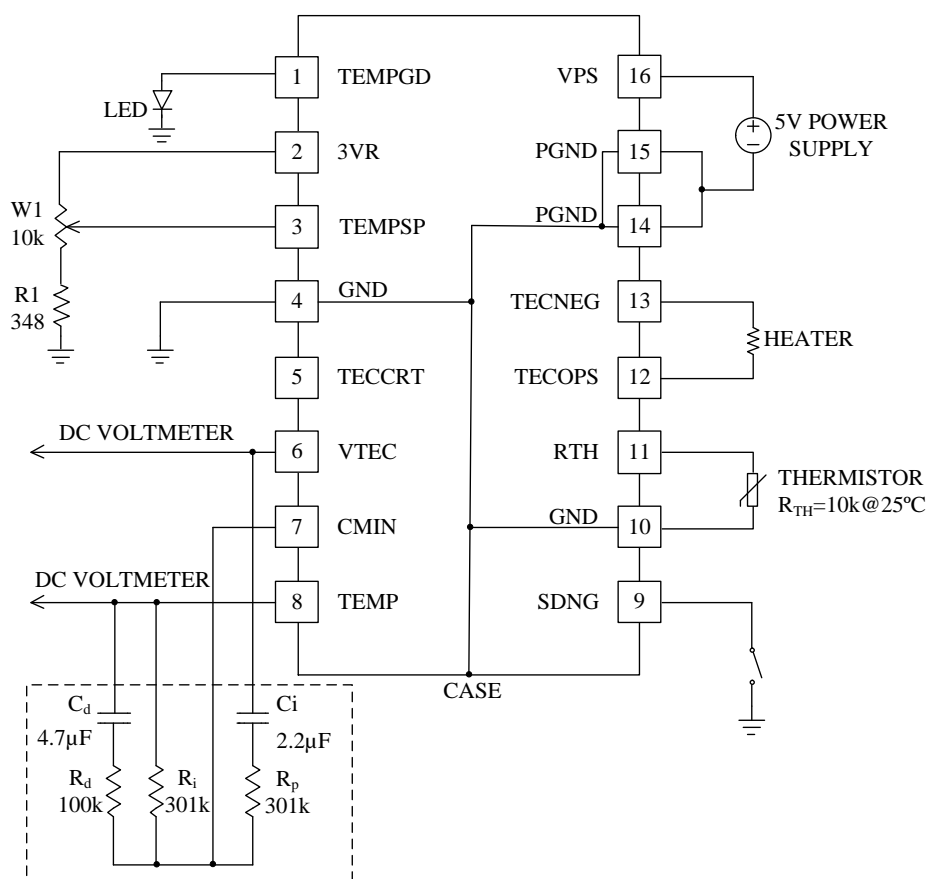 1 TEMPGD
VPS 16
LED
5V POWER
SUPPLY
2 3VR
PGND 15
W1
10k
3 TEMPSP
PGND 14
R1
348
4 GND
TECNEG 13
HEATER
5 TECCRT
TECOPS 12
DC VOLTMETER
6 VTEC
RTH 11
THERMISTOR
R_TH=10k@25ºC
7 CMIN
GND 10
DC VOLTMETER
8 TEMP
SDNG 9
CASE
C_d
4.7µF
Ci
2.2µF
R_d
100k
R_i
301k
R_p
301k